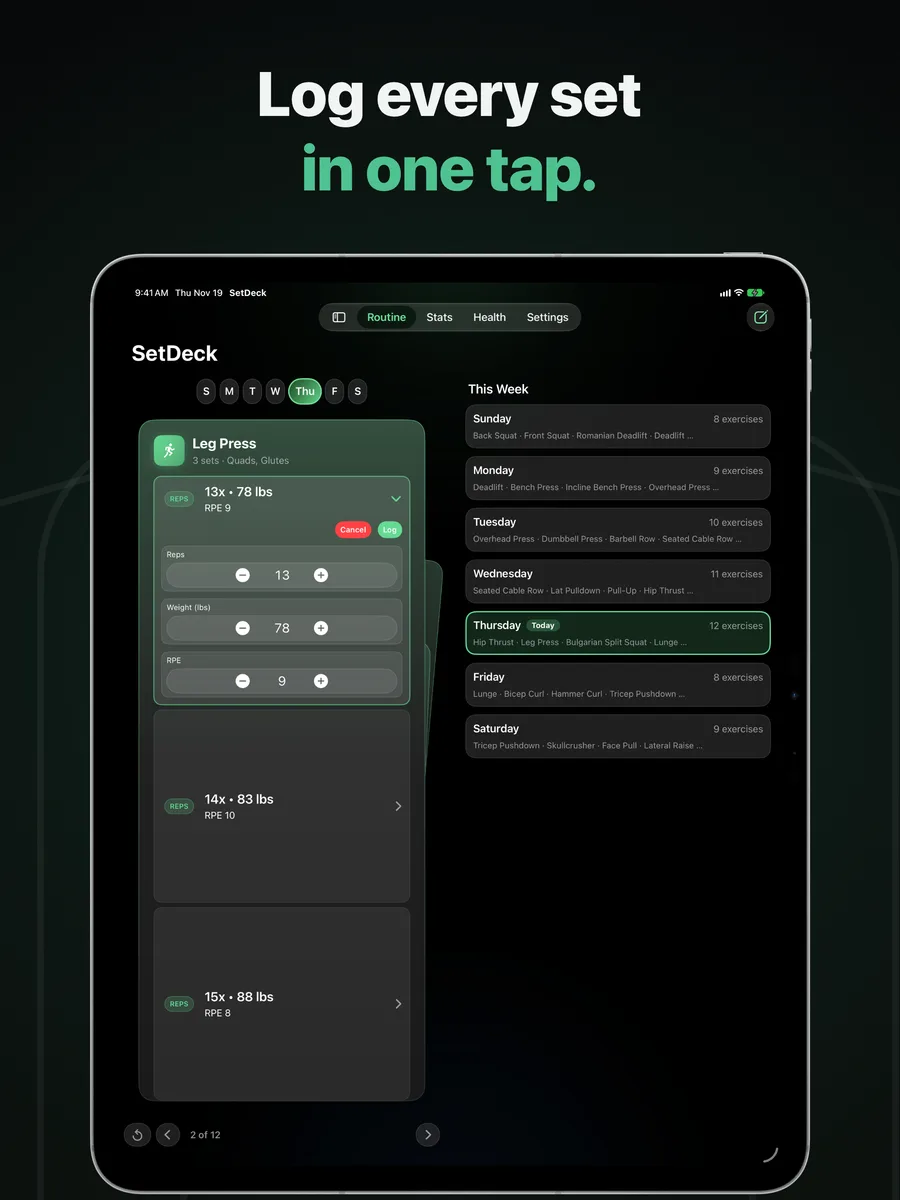 Log every set
in one tap.
9:41 AM Thu Nov 19 SetDeck
Routine Stats Health Settings
SetDeck
S M T W Thu F S
Leg Press
3 sets · Quads, Glutes
REPS
13x • 78 lbs
RPE 9
Cancel Log
Reps
13
Weight (lbs)
78
RPE
9
REPS
14x • 83 lbs
RPE 10
REPS
15x • 88 lbs
RPE 8
2 of 12
This Week
Sunday 8 exercises
Back Squat · Front Squat · Romanian Deadlift · Deadlift ...
Monday 9 exercises
Deadlift · Bench Press · Incline Bench Press · Overhead Press ...
Tuesday 10 exercises
Overhead Press · Dumbbell Press · Barbell Row · Seated Cable Row ...
Wednesday 11 exercises
Seated Cable Row · Lat Pulldown · Pull-Up · Hip Thrust ...
Thursday Today 12 exercises
Hip Thrust · Leg Press · Bulgarian Split Squat · Lunge ...
Friday 8 exercises
Lunge · Bicep Curl · Hammer Curl · Tricep Pushdown ...
Saturday 9 exercises
Tricep Pushdown · Skullcrusher · Face Pull · Lateral Raise ...